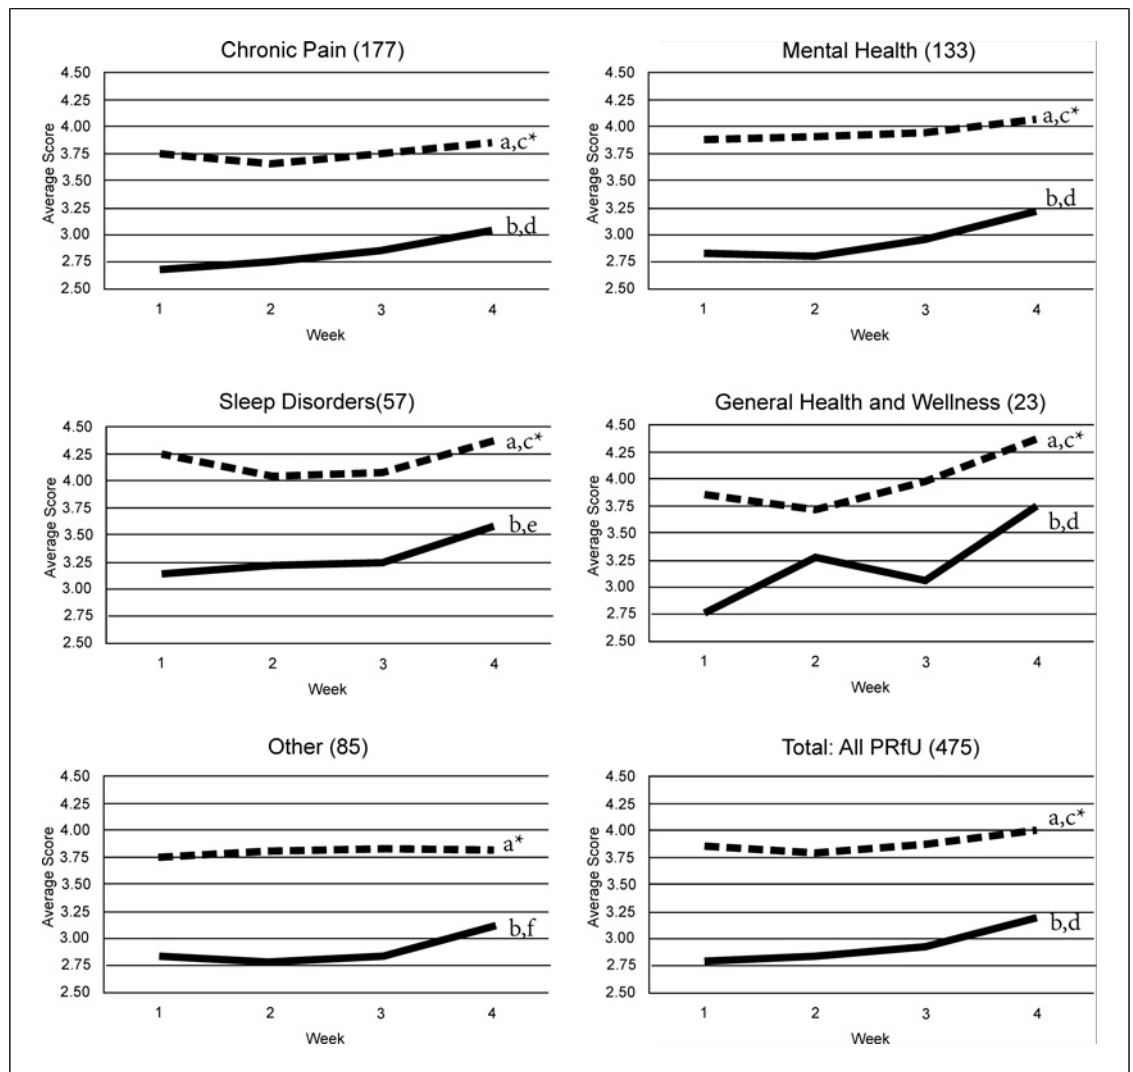 Chronic Pain (177)
4.50
4.25
4.00
3.75
3.50
3.25
3.00
2.75
2.50
Average Score
a,c*
b,d
1 2 3 4
Week
Mental Health (133)
4.50
4.25
4.00
3.75
3.50
3.25
3.00
2.75
2.50
Average Score
a,c*
b,d
1 2 3 4
Week
Sleep Disorders(57)
4.50
4.25
4.00
3.75
3.50
3.25
3.00
2.75
2.50
Average Score
a,c*
b,e
1 2 3 4
Week
General Health and Wellness (23)
4.50
4.25
4.00
3.75
3.50
3.25
3.00
2.75
2.50
Average Score
a,c*
b,d
1 2 3 4
Week
Other (85)
4.50
4.25
4.00
3.75
3.50
3.25
3.00
2.75
2.50
Average Score
a*
b,f
1 2 3 4
Week
Total: All PRfU (475)
4.50
4.25
4.00
3.75
3.50
3.25
3.00
2.75
2.50
Average Score
a,c*
b,d
1 2 3 4
Week